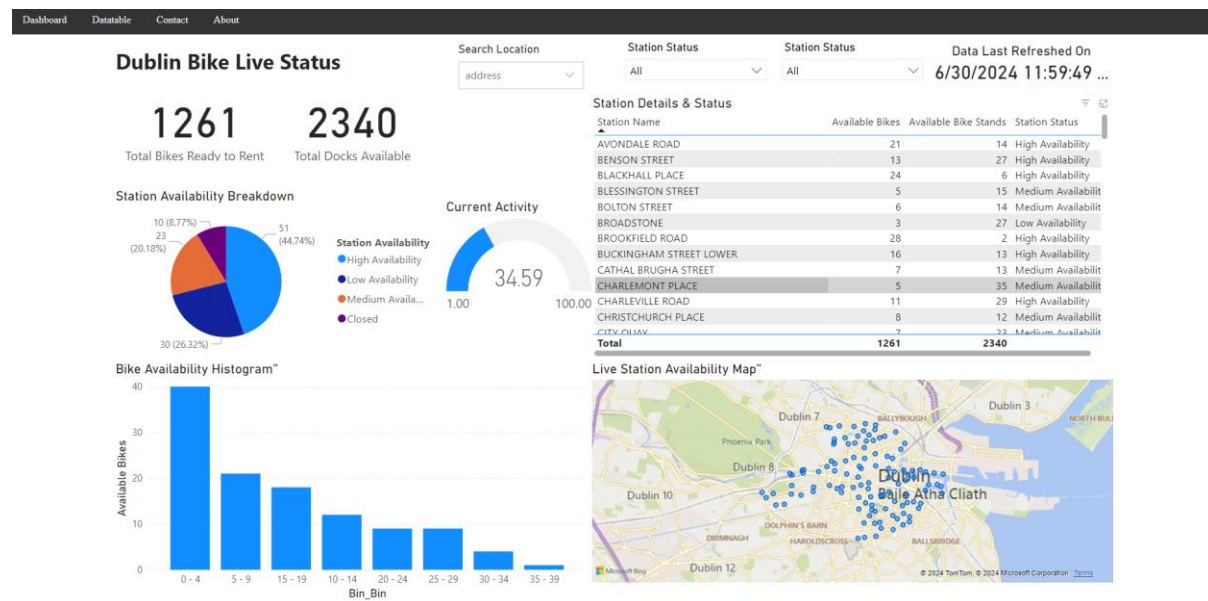 Dashboard Datatable Contact About
Dublin Bike Live Status
Search Location
address
Station Status
All
Station Status
All
Data Last Refreshed On
6/30/2024 11:59:49 ...
1261
Total Bikes Ready to Rent
2340
Total Docks Available
Station Details & Status
Station Name Available Bikes Available Bike Stands Station Status
AVONDALE ROAD 21 14 High Availability
BENSON STREET 13 27 High Availability
BLACKHALL PLACE 24 6 High Availability
BLESSINGTON STREET 5 15 Medium Availabilit
BOLTON STREET 6 14 Medium Availabilit
BROADSTONE 3 27 Low Availability
BROOKFIELD ROAD 28 2 High Availability
BUCKINGHAM STREET LOWER 16 13 High Availability
CATHAL BRUGHA STREET 7 13 Medium Availabilit
CHARLEMONT PLACE 5 35 Medium Availabilit
CHARLEVILLE ROAD 11 29 High Availability
CHRISTCHURCH PLACE 8 12 Medium Availabilit
CITY QUAY 7 23 Medium Availabilit
Total 1261 2340
Station Availability Breakdown
10 (8.77%)
23
(20.18%)
51
(44.74%)
30 (26.32%)
Station Availability
High Availability
Low Availability
Medium Availa...
Closed
Current Activity
34.59
1.00 100.00
Bike Availability Histogram"
Available Bikes
40
30
20
10
0
0 - 4 5 - 9 15 - 19 10 - 14 20 - 24 25 - 29 30 - 34 35 - 39
Bin_Bin
Live Station Availability Map"
Dublin 3
Dublin 7
BALLYBOUGH
NORTH BUL
Phoenix Park
Dublin 8
Dublin
Baile Átha Cliath
Dublin 10
DOLPHIN'S BARN
DRIMNAGH
HAROLDSCROSS
BALLSBRIDGE
Dublin 12
Microsoft Bing
© 2024 TomTom, © 2024 Microsoft Corporation Terms